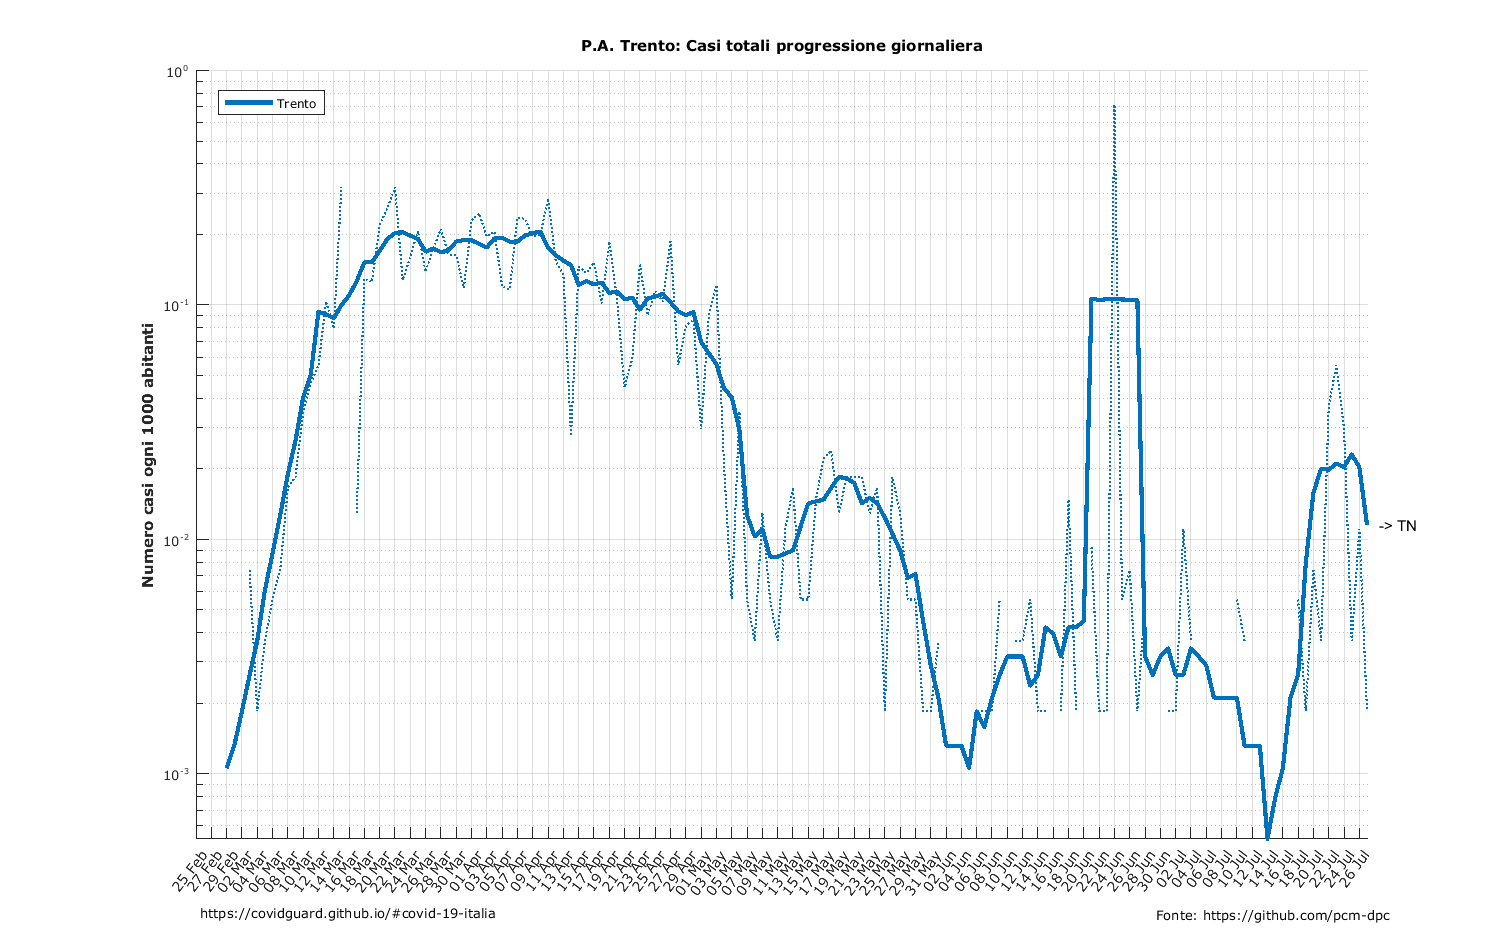 P.A. Trento: Casi totali progressione giornaliera
Trento
Numero casi ogni 1000 abitanti
10^0
10^-1
10^-2
10^-3
-> TN
25 Feb
27 Feb
29 Feb
02 Mar
04 Mar
06 Mar
08 Mar
10 Mar
12 Mar
14 Mar
16 Mar
18 Mar
20 Mar
22 Mar
24 Mar
26 Mar
28 Mar
30 Mar
01 Apr
03 Apr
05 Apr
07 Apr
09 Apr
11 Apr
13 Apr
15 Apr
17 Apr
19 Apr
21 Apr
23 Apr
25 Apr
27 Apr
29 Apr
01 May
03 May
05 May
07 May
09 May
11 May
13 May
15 May
17 May
19 May
21 May
23 May
25 May
27 May
29 May
31 May
02 Jun
04 Jun
06 Jun
08 Jun
10 Jun
12 Jun
14 Jun
16 Jun
18 Jun
20 Jun
22 Jun
24 Jun
26 Jun
28 Jun
30 Jun
02 Jul
04 Jul
06 Jul
08 Jul
10 Jul
12 Jul
14 Jul
16 Jul
18 Jul
20 Jul
22 Jul
24 Jul
26 Jul
https://covidguard.github.io/#covid-19-italia
Fonte: https://github.com/pcm-dpc